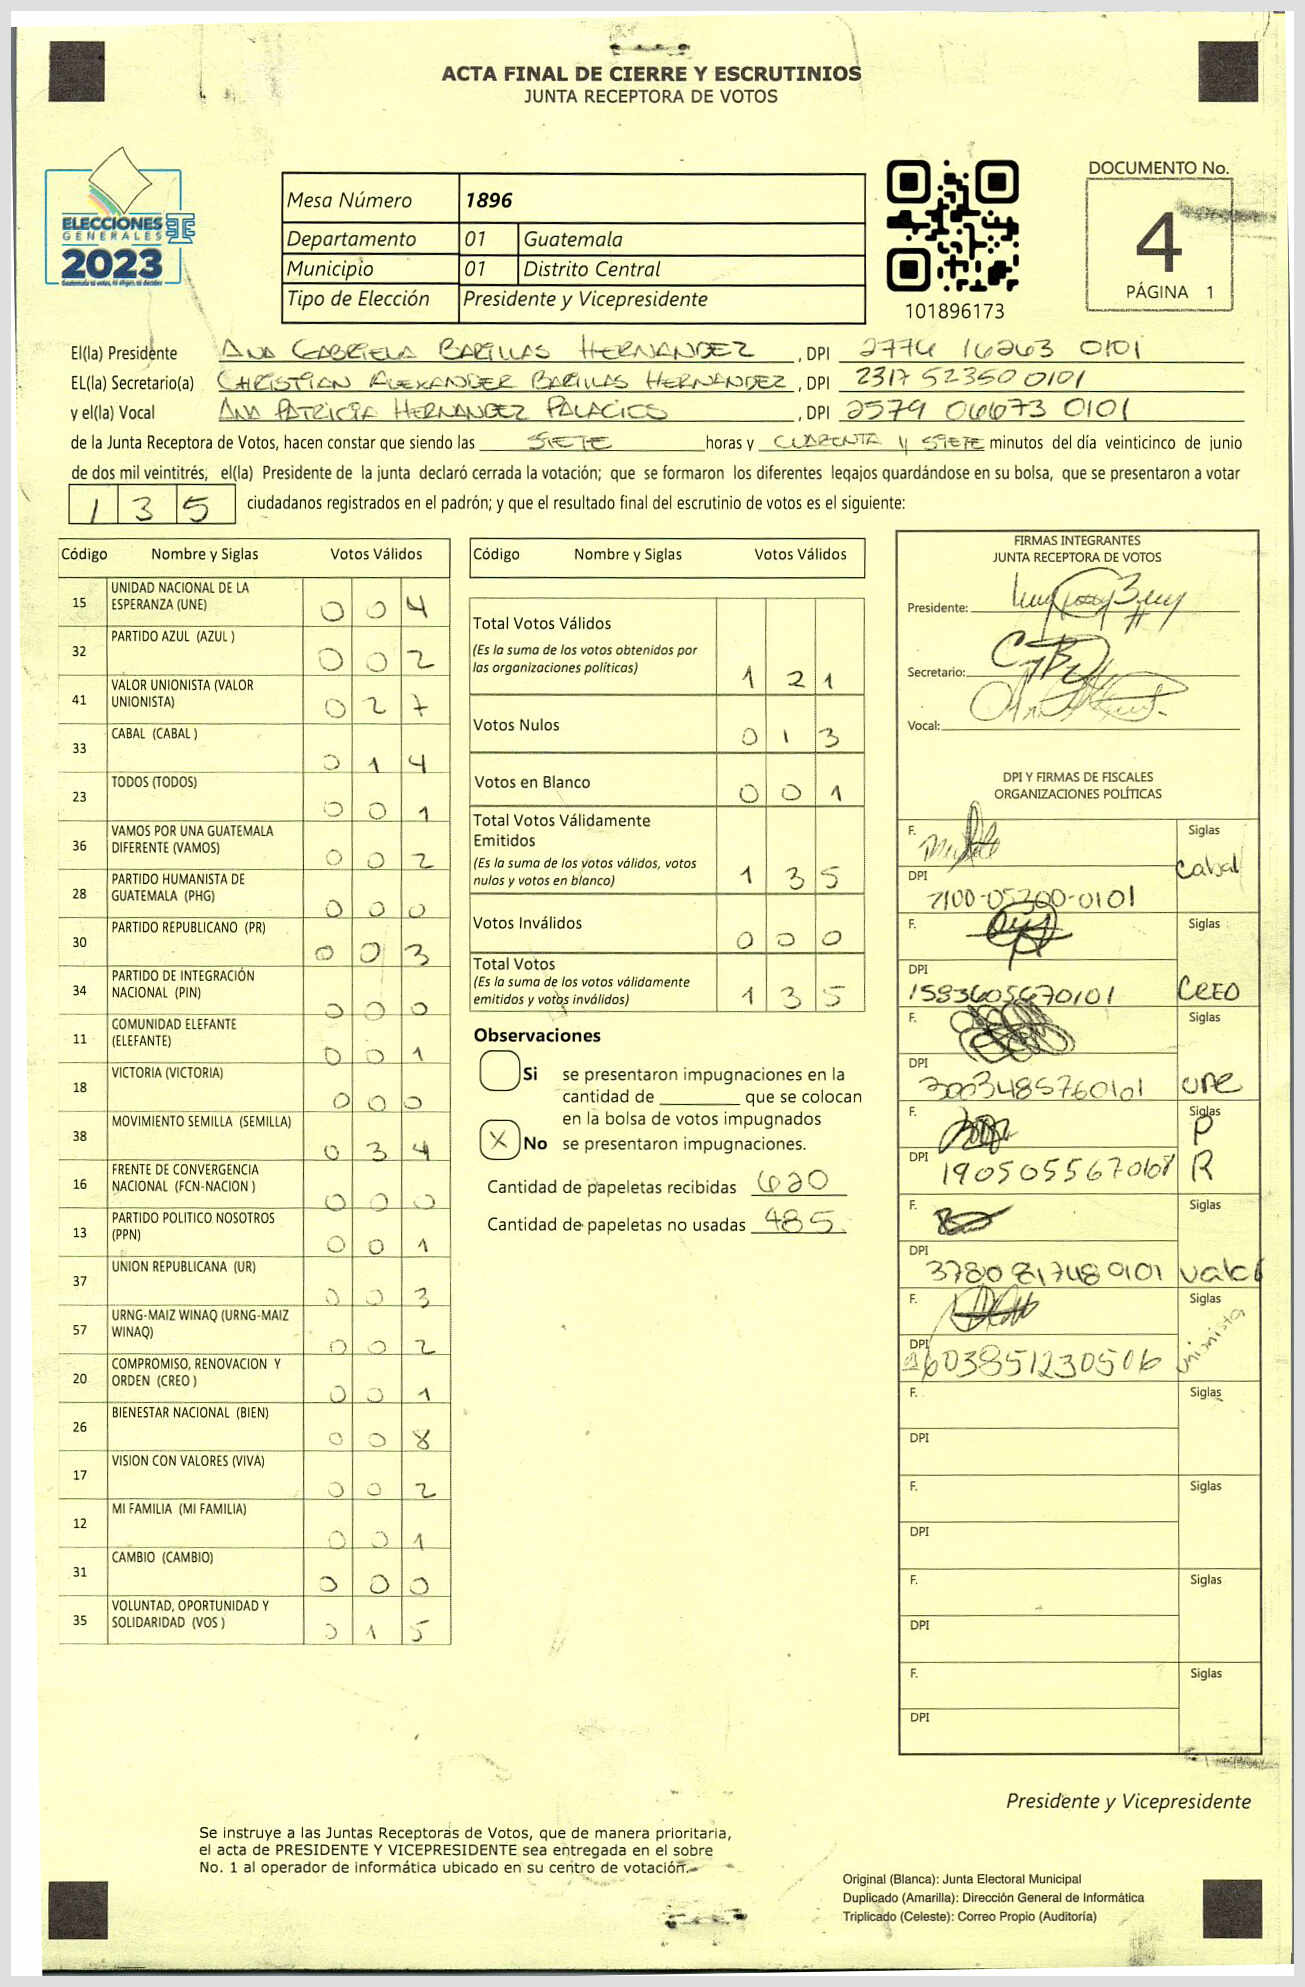 ACTA FINAL DE CIERRE Y ESCRUTINIOS
JUNTA RECEPTORA DE VOTOS
ELECCIONES
GENERALES
2023
Mesa Número 1896
Departamento 01 Guatemala
Municipio 01 Distrito Central
Tipo de Elección Presidente y Vicepresidente
101896173
DOCUMENTO No.
4
PÁGINA 1
El(la) Presidente ANA GABRIELA BARILLAS HERNANDEZ, DPI 2774 16263 0101
EL(la) Secretario(a) CHRISTIAN ALEXANDER BARILLAS HERNANDEZ, DPI 2317 52350 0101
y el(la) Vocal ANA PATRICIA HERNANDEZ PALACIOS, DPI 2579 06673 0101
de la Junta Receptora de Votos, hacen constar que siendo las SIETE horas y CUARENTA Y SIETE minutos del día veinticinco de junio
de dos mil veintitrés, el(la) Presidente de la junta declaró cerrada la votación; que se formaron los diferentes legajos guardándose en su bolsa, que se presentaron a votar
135 ciudadanos registrados en el padrón; y que el resultado final del escrutinio de votos es el siguiente:
Código Nombre y Siglas Votos Válidos
15 UNIDAD NACIONAL DE LA ESPERANZA (UNE) 0 0 4
32 PARTIDO AZUL (AZUL ) 0 0 2
41 VALOR UNIONISTA (VALOR UNIONISTA) 0 2 7
33 CABAL (CABAL ) 0 1 4
23 TODOS (TODOS) 0 0 1
36 VAMOS POR UNA GUATEMALA DIFERENTE (VAMOS) 0 0 2
28 PARTIDO HUMANISTA DE GUATEMALA (PHG) 0 0 0
30 PARTIDO REPUBLICANO (PR) 0 0 3
34 PARTIDO DE INTEGRACIÓN NACIONAL (PIN) 0 0 0
11 COMUNIDAD ELEFANTE (ELEFANTE) 0 0 1
18 VICTORIA (VICTORIA) 0 0 0
38 MOVIMIENTO SEMILLA (SEMILLA) 0 3 4
16 FRENTE DE CONVERGENCIA NACIONAL (FCN-NACION ) 0 0 0
13 PARTIDO POLITICO NOSOTROS (PPN) 0 0 1
37 UNION REPUBLICANA (UR) 0 0 3
57 URNG-MAIZ WINAQ (URNG-MAIZ WINAQ) 0 0 2
20 COMPROMISO, RENOVACION Y ORDEN (CREO ) 0 0 1
26 BIENESTAR NACIONAL (BIEN) 0 0 8
17 VISION CON VALORES (VIVA) 0 0 2
12 MI FAMILIA (MI FAMILIA) 0 0 1
31 CAMBIO (CAMBIO) 0 0 0
35 VOLUNTAD, OPORTUNIDAD Y SOLIDARIDAD (VOS ) 0 1 5
Código Nombre y Siglas Votos Válidos
Total Votos Válidos
(Es la suma de los votos obtenidos por
las organizaciones políticas) 1 2 1
Votos Nulos 0 1 3
Votos en Blanco 0 0 1
Total Votos Válidamente
Emitidos
(Es la suma de los votos válidos, votos
nulos y votos en blanco) 1 3 5
Votos Inválidos 0 0 0
Total Votos
(Es la suma de los votos válidamente
emitidos y votos inválidos) 1 3 5
Observaciones
Si se presentaron impugnaciones en la
cantidad de ________ que se colocan
en la bolsa de votos impugnados
X No se presentaron impugnaciones.
Cantidad de papeletas recibidas 620
Cantidad de papeletas no usadas 485
FIRMAS INTEGRANTES
JUNTA RECEPTORA DE VOTOS
Presidente:
Secretario:
Vocal:
DPI Y FIRMAS DE FISCALES
ORGANIZACIONES POLÍTICAS
F. Siglas
Cabal
DPI 2100-05300-0101
F. Siglas
DPI 1583605670101 CREO
F. Siglas
DPI 3003485760101 une
F. Siglas
P
DPI 1905055670108 R
F. Siglas
DPI 3780817480101 valor
F. Siglas
unionista
DPI 1603851230506
F. Siglas
DPI
F. Siglas
DPI
F. Siglas
DPI
F. Siglas
DPI
Presidente y Vicepresidente
Se instruye a las Juntas Receptoras de Votos, que de manera prioritaria,
el acta de PRESIDENTE Y VICEPRESIDENTE sea entregada en el sobre
No. 1 al operador de informática ubicado en su centro de votación.
Original (Blanca): Junta Electoral Municipal
Duplicado (Amarilla): Dirección General de Informática
Triplicado (Celeste): Correo Propio (Auditoría)